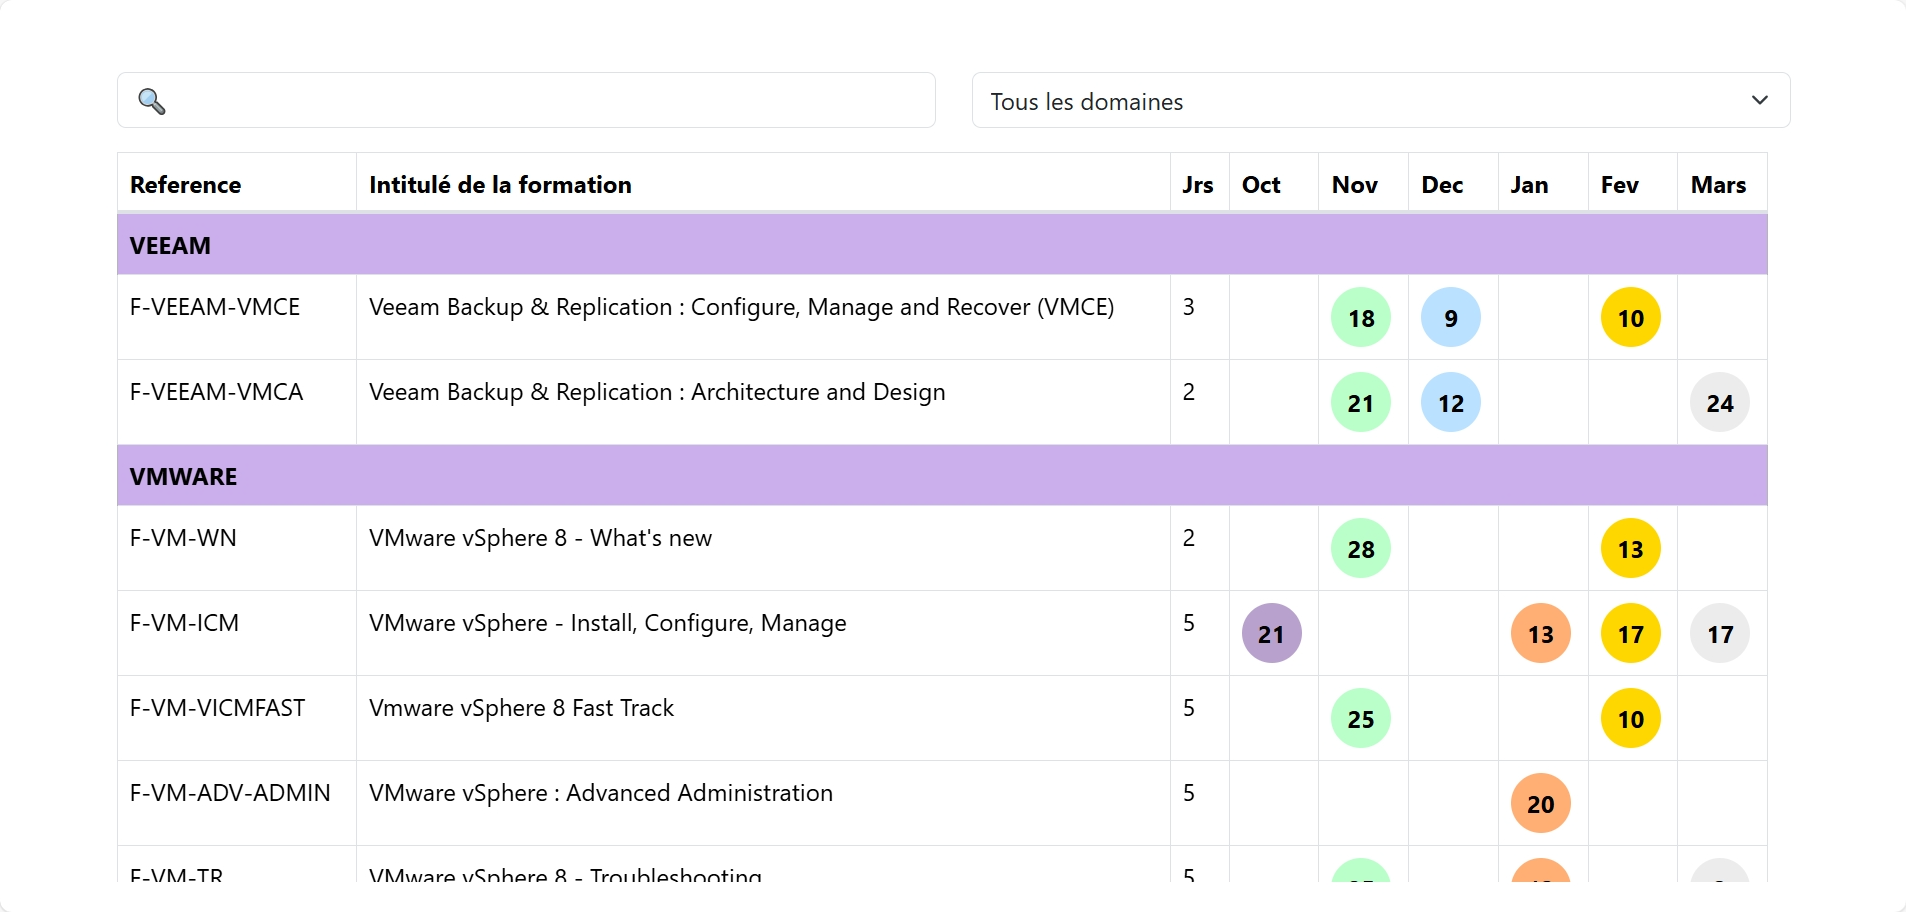 Tous les domaines
Reference Intitulé de la formation Jrs Oct Nov Dec Jan Fev Mars
VEEAM
F-VEEAM-VMCE Veeam Backup & Replication : Configure, Manage and Recover (VMCE) 3 18 9 10
F-VEEAM-VMCA Veeam Backup & Replication : Architecture and Design 2 21 12 24
VMWARE
F-VM-WN VMware vSphere 8 - What's new 2 28 13
F-VM-ICM VMware vSphere - Install, Configure, Manage 5 21 13 17 17
F-VM-VICMFAST Vmware vSphere 8 Fast Track 5 25 10
F-VM-ADV-ADMIN VMware vSphere : Advanced Administration 5 20
F-VM-TR VMware vSphere 8 - Troubleshooting 5